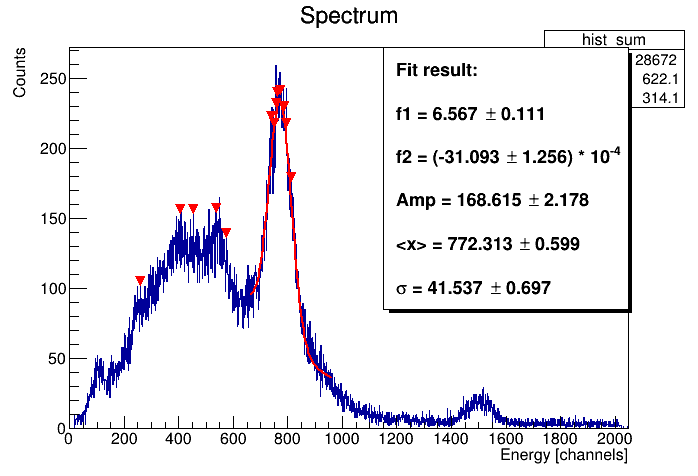 Spectrum
hist_sum
28672
622.1
314.1
Fit result:
f1 = 6.567 ± 0.111
f2 = (-31.093 ± 1.256) * 10⁻⁴
Amp = 168.615 ± 2.178
<x> = 772.313 ± 0.599
σ = 41.537 ± 0.697
Counts
250
200
150
100
50
0
0 200 400 600 800 1000 1200 1400 1600 1800 2000
Energy [channels]